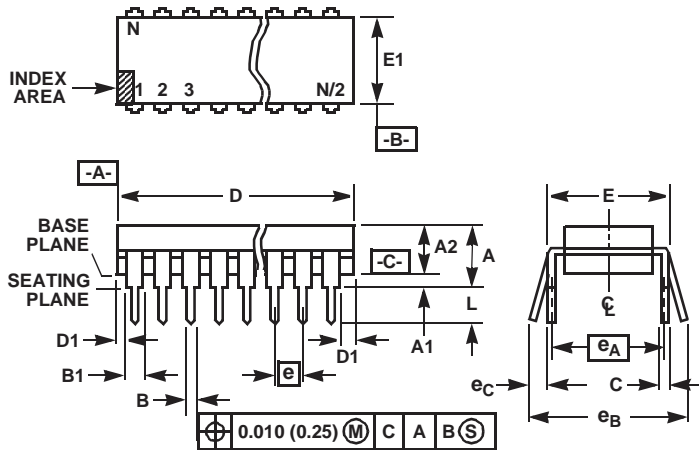 N
E1
INDEX
AREA
1 2 3 N/2
-B-
-A-
D
E
BASE
PLANE
A2
A
-C-
SEATING
PLANE
L
C L
D1
A1
D1
eA
B1
e
eC
C
B
eB
0.010 (0.25) M C A B S